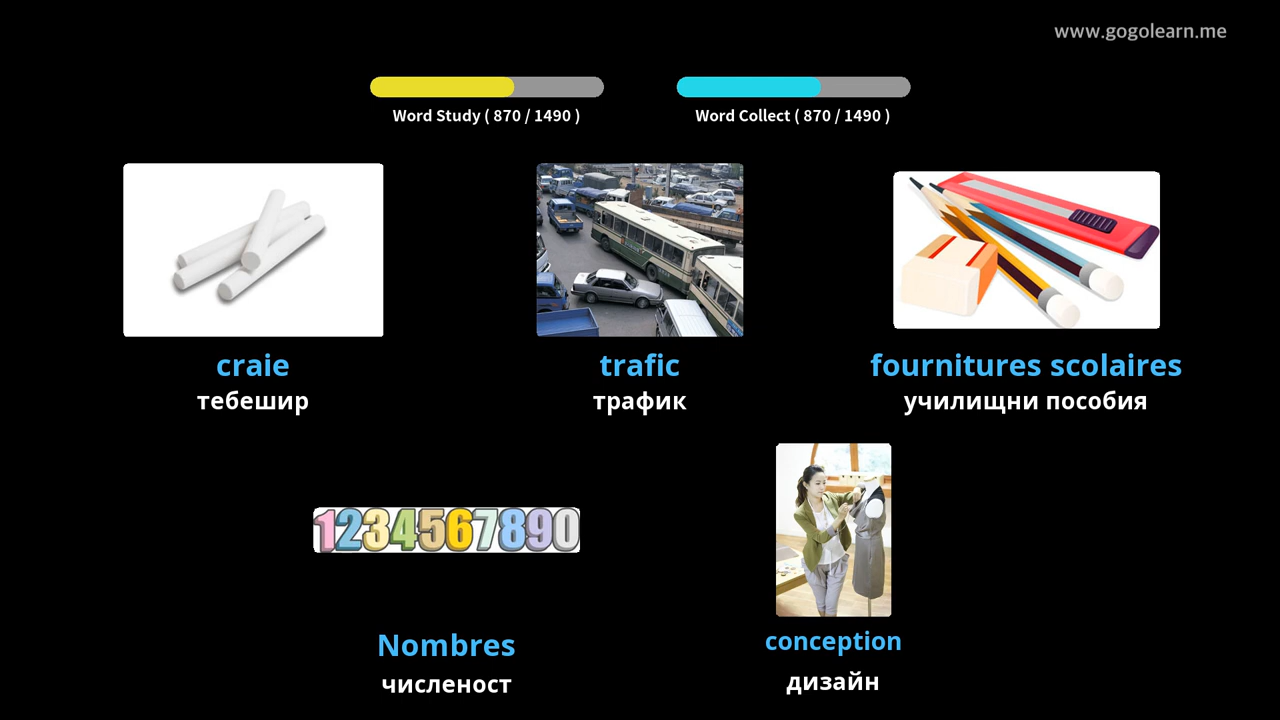 www.gogolearn.me
Word Study ( 870 / 1490 )
Word Collect ( 870 / 1490 )
craie
тебешир
trafic
трафик
fournitures scolaires
училищни пособия
1234567890
Nombres
численост
conception
дизайн